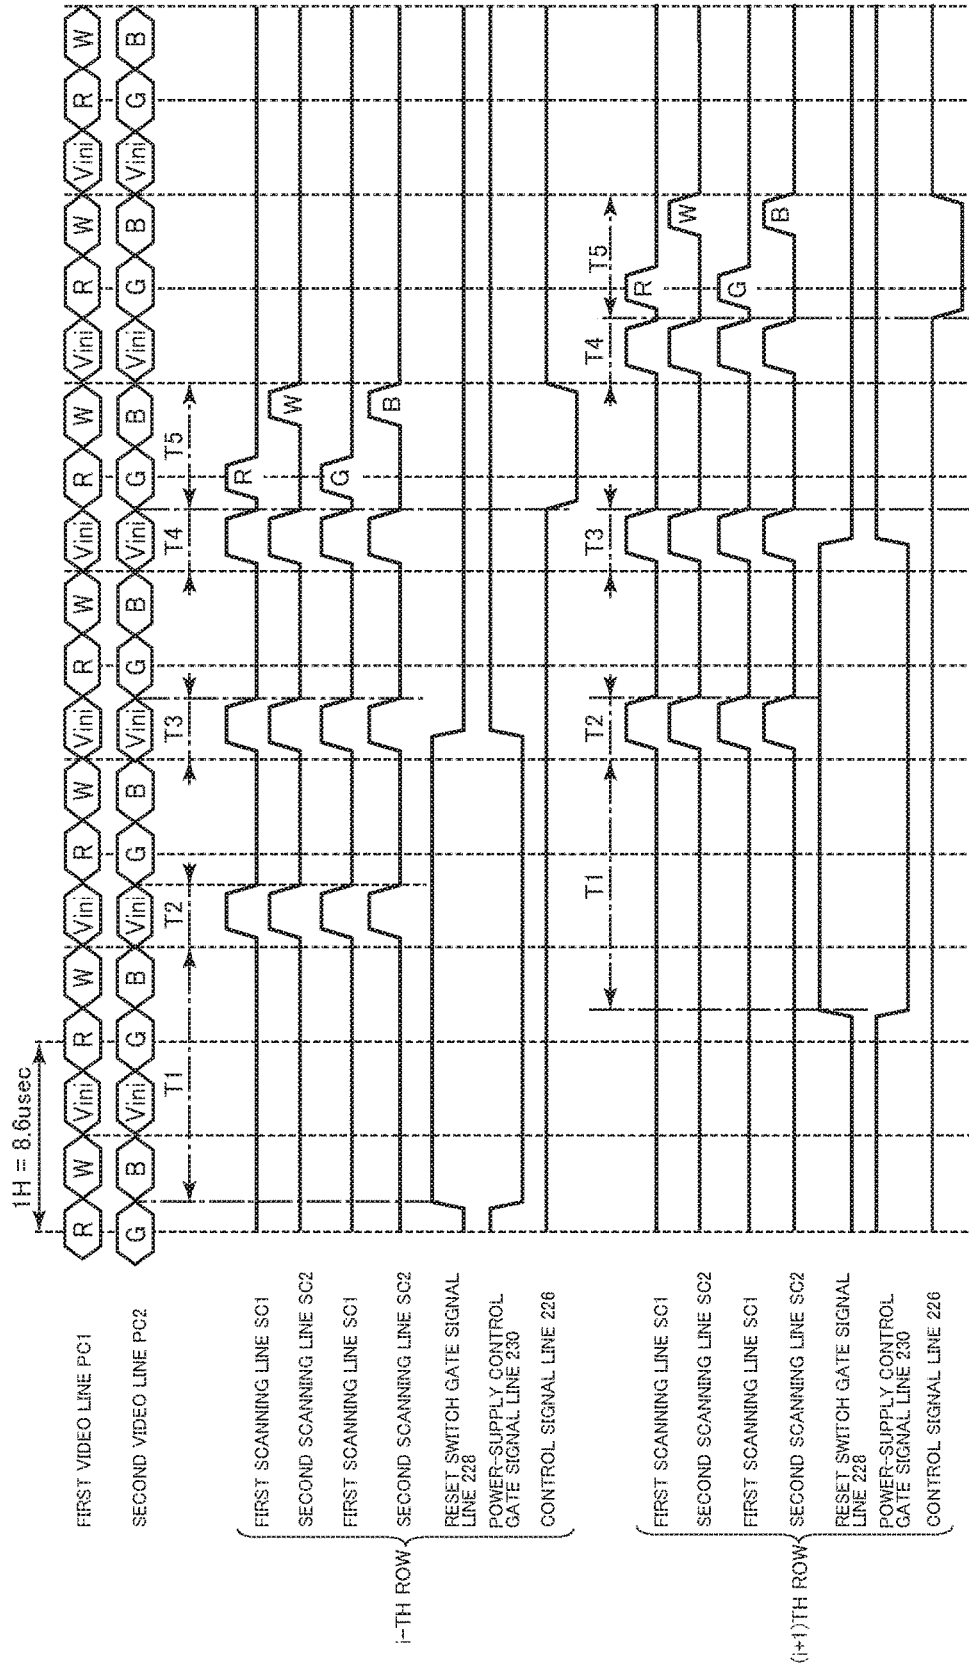 1H = 8.6usec
FIRST VIDEO LINE PC1 R W Vini R W Vini R W Vini R W Vini R W Vini R W Vini R W
SECOND VIDEO LINE PC2 G B Vini G B Vini G B Vini G B Vini G B Vini G B Vini G B
T1 T2 T3 T4 T5
i-TH ROW
FIRST SCANNING LINE SC1 R
SECOND SCANNING LINE SC2 W
FIRST SCANNING LINE SC1 G
SECOND SCANNING LINE SC2 B
RESET SWITCH GATE SIGNAL
LINE 228
POWER-SUPPLY CONTROL
GATE SIGNAL LINE 230
CONTROL SIGNAL LINE 226
T1 T2 T3 T4 T5
(i+1)TH ROW
FIRST SCANNING LINE SC1 R
SECOND SCANNING LINE SC2 W
FIRST SCANNING LINE SC1 G
SECOND SCANNING LINE SC2 B
RESET SWITCH GATE SIGNAL
LINE 228
POWER-SUPPLY CONTROL
GATE SIGNAL LINE 230
CONTROL SIGNAL LINE 226